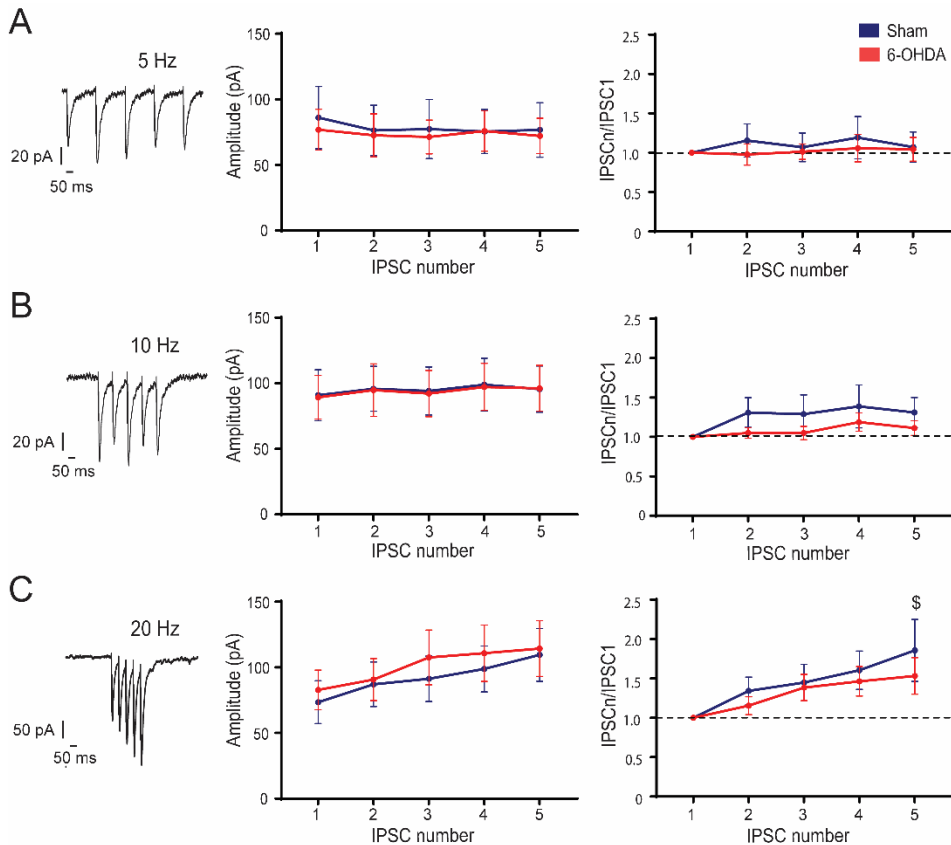 A
5 Hz
20 pA
50 ms
Amplitude (pA)
150
100
50
0
1 2 3 4 5
IPSC number
IPSCn/IPSC1
2.5
2.0
1.5
1.0
0.5
0
1 2 3 4 5
IPSC number
Sham
6-OHDA
B
10 Hz
20 pA
50 ms
Amplitude (pA)
150
100
50
0
1 2 3 4 5
IPSC number
IPSCn/IPSC1
2.5
2.0
1.5
1.0
0.5
0
1 2 3 4 5
IPSC number
C
20 Hz
50 pA
50 ms
Amplitude (pA)
150
100
50
0
1 2 3 4 5
IPSC number
IPSCn/IPSC1
2.5
2.0
1.5
1.0
0.5
0
$
1 2 3 4 5
IPSC number